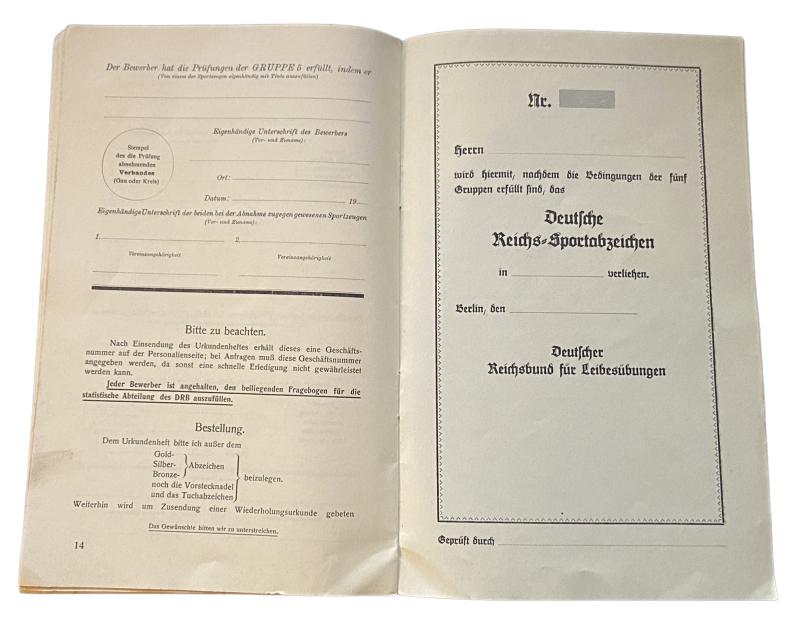 Der Bewerber hat die Prüfungen der GRUPPE 5 erfüllt, indem er
(Von einem der Sportzeugen eigenhändig mit Tinte auszufüllen)
Stempel
des die Prüfung
abnehmenden
Verbandes
(Gau oder Kreis)
Eigenhändige Unterschrift des Bewerbers
(Vor- und Zuname):
Ort:
Datum: 19
Eigenhändige Unterschrift der beiden bei der Abnahme zugegen gewesenen Sportzeugen
(Vor- und Zuname):
1. 2.
Vereinsangehörigkeit Vereinsangehörigkeit
Bitte zu beachten.
Nach Einsendung des Urkundenheftes erhält dieses eine Geschäfts-
nummer auf der Personalienseite; bei Anfragen muß diese Geschäftsnummer
angegeben werden, da sonst eine schnelle Erledigung nicht gewährleistet
werden kann.
Jeder Bewerber ist angehalten, den beiliegenden Fragebogen für die
statistische Abteilung des DRB auszufüllen.
Bestellung.
Dem Urkundenheft bitte ich außer dem
Gold-
Silber- Abzeichen
Bronze-
beizulegen.
noch die Vorstecknadel
und das Tuchabzeichen
Weiterhin wird um Zusendung einer Wiederholungsurkunde gebeten
Das Gewünschte bitten wir zu unterstreichen.
14
Nr.
Herrn
wird hiermit, nachdem die Bedingungen der fünf
Gruppen erfüllt sind, das
Deutsche
Reichs-Sportabzeichen
in verliehen.
Berlin, den
Deutscher
Reichsbund für Leibesübungen
Geprüft durch